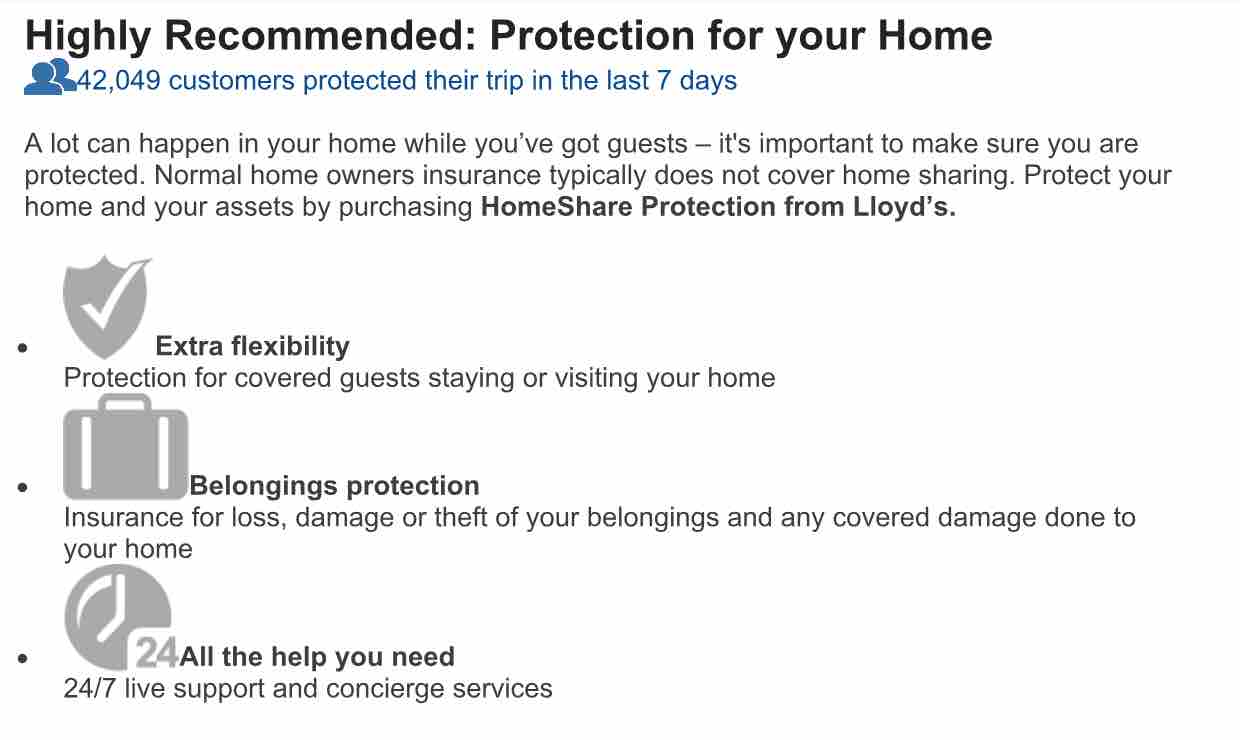 Highly Recommended: Protection for your Home
42,049 customers protected their trip in the last 7 days
A lot can happen in your home while you’ve got guests – it's important to make sure you are
protected. Normal home owners insurance typically does not cover home sharing. Protect your
home and your assets by purchasing HomeShare Protection from Lloyd’s.
Extra flexibility
Protection for covered guests staying or visiting your home
Belongings protection
Insurance for loss, damage or theft of your belongings and any covered damage done to
your home
24 All the help you need
24/7 live support and concierge services